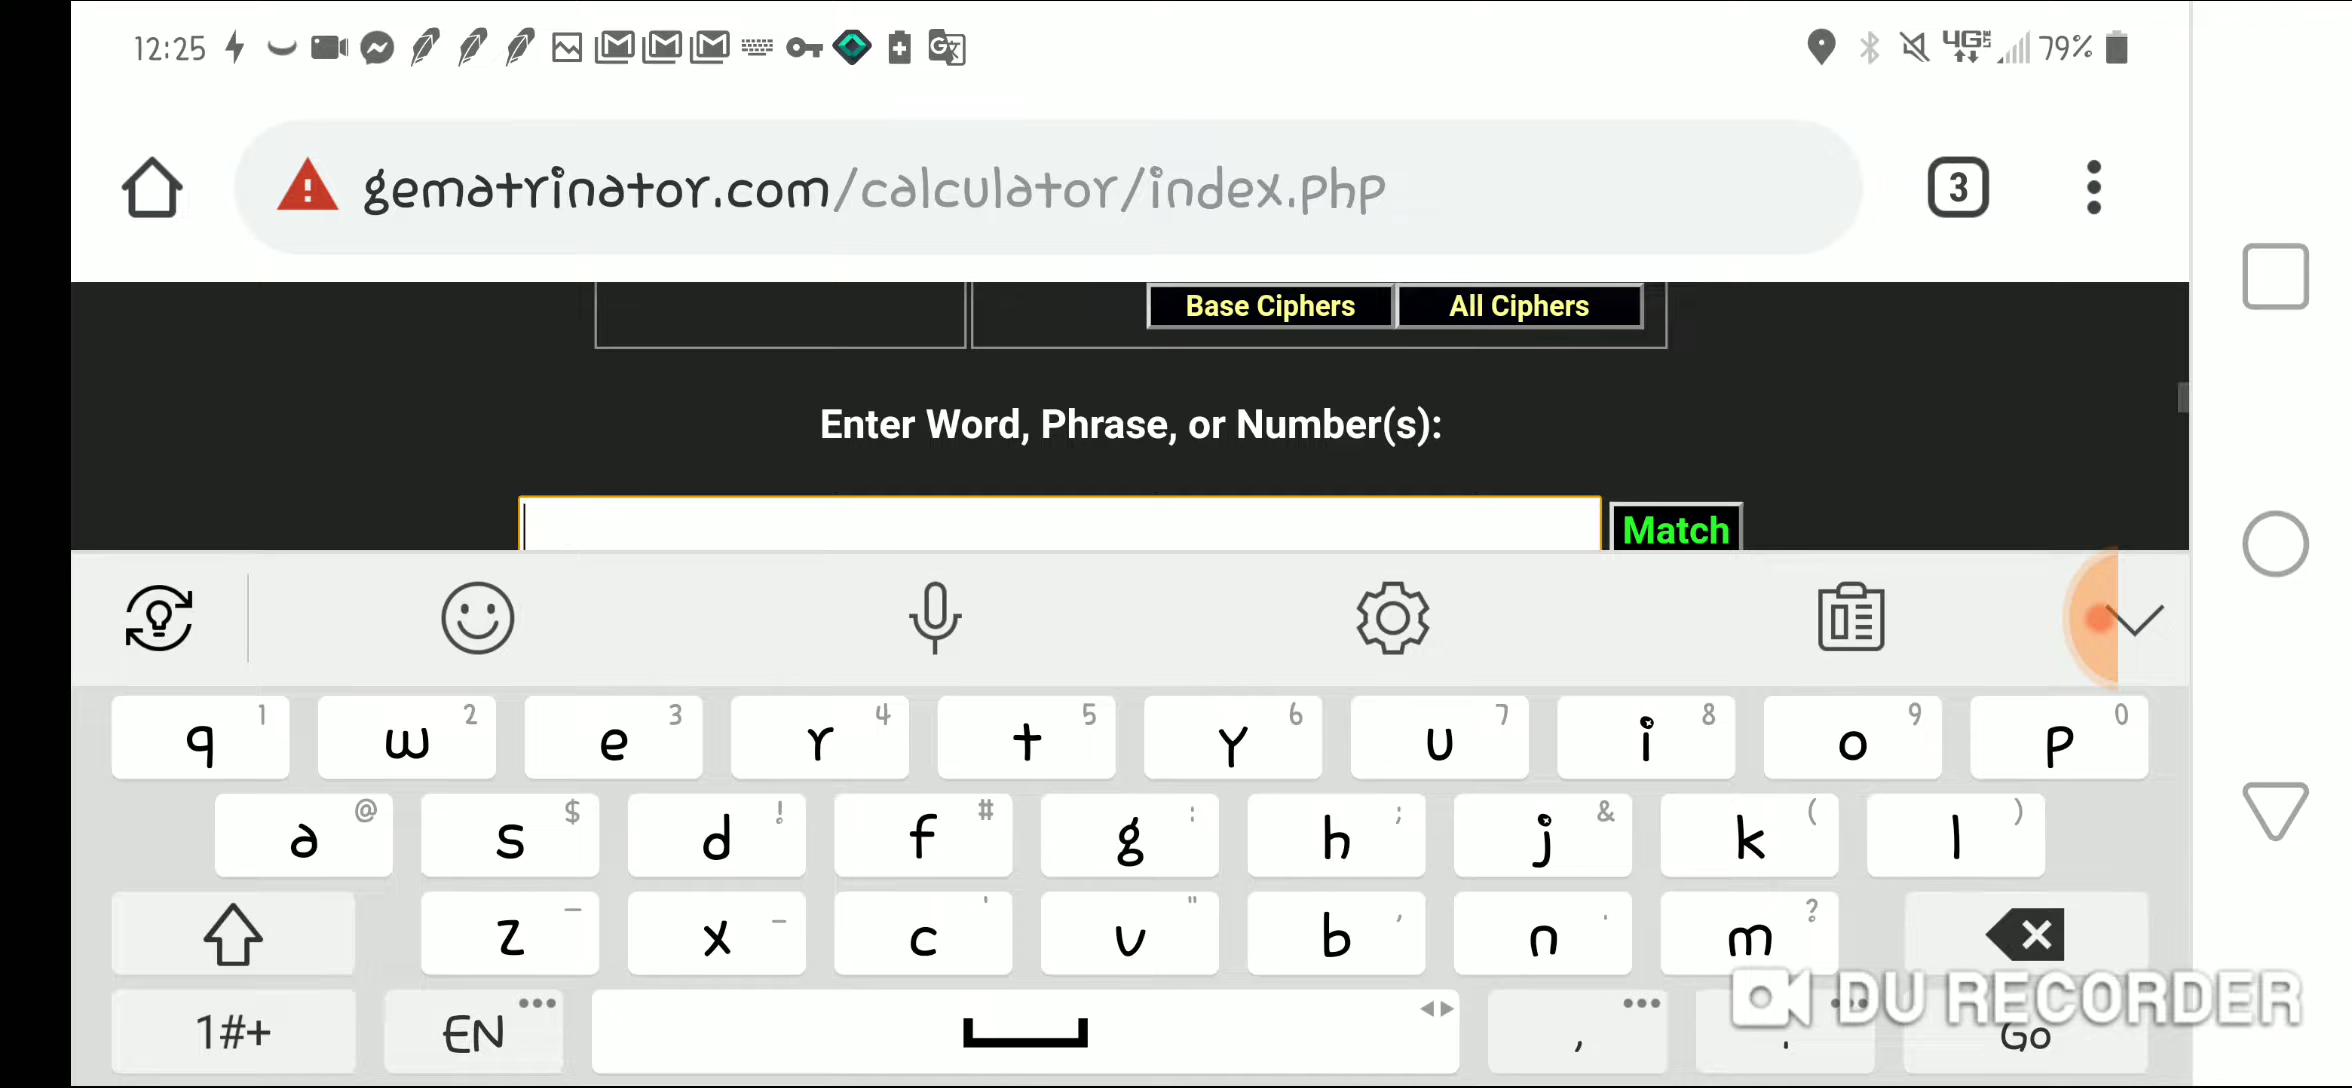 12:25 4G LTE 79%
gematrinator.com/calculator/index.php 3
Base Ciphers All Ciphers
Enter Word, Phrase, or Number(s):
Match
q 1 w 2 e 3 r 4 t 5 y 6 u 7 i 8 o 9 p 0
a @ s $ d ! f # g : h ; j & k ( l )
z – x - c ' v " b , n . m ?
1#+ EN , . Go
DU RECORDER